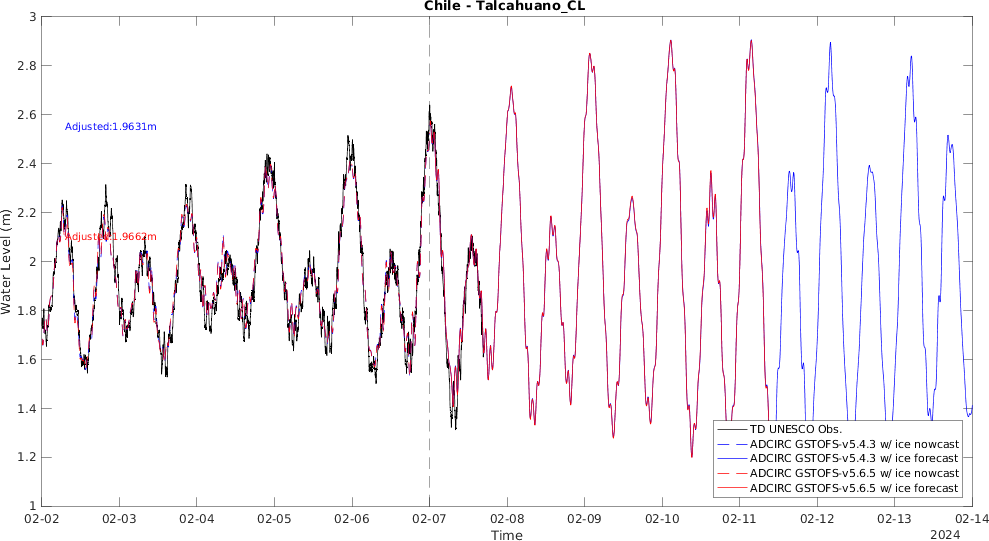 Chile - Talcahuano_CL
3
2.8
2.6
2.4
2.2
2
1.8
1.6
1.4
1.2
1
Water Level (m)
Adjusted:1.9631m
Adjusted:1.9662m
TD UNESCO Obs.
ADCIRC GSTOFS-v5.4.3 w/ ice nowcast
ADCIRC GSTOFS-v5.4.3 w/ ice forecast
ADCIRC GSTOFS-v5.6.5 w/ ice nowcast
ADCIRC GSTOFS-v5.6.5 w/ ice forecast
02-02 02-03 02-04 02-05 02-06 02-07 02-08 02-09 02-10 02-11 02-12 02-13 02-14
Time
2024